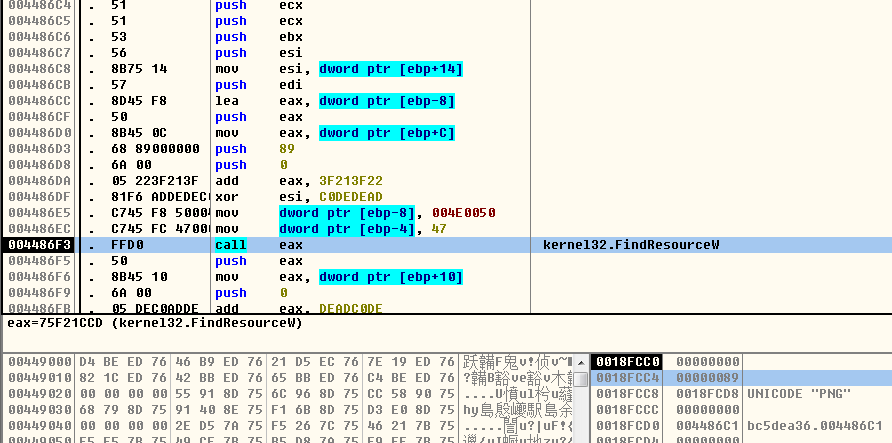 004486C4 . 51 push ecx
004486C5 . 51 push ecx
004486C6 . 53 push ebx
004486C7 . 56 push esi
004486C8 . 8B75 14 mov esi, dword ptr [ebp+14]
004486CB . 57 push edi
004486CC . 8D45 F8 lea eax, dword ptr [ebp-8]
004486CF . 50 push eax
004486D0 . 8B45 0C mov eax, dword ptr [ebp+C]
004486D3 . 68 89000000 push 89
004486D8 . 6A 00 push 0
004486DA . 05 223F213F add eax, 3F213F22
004486DF . 81F6 ADDEDEC( xor esi, C0DEDEAD
004486E5 . C745 F8 5000 mov dword ptr [ebp-8], 004E0050
004486EC . C745 FC 4700 mov dword ptr [ebp-4], 47
004486F3 . FFD0 call eax kernel32.FindResourceW
004486F5 . 50 push eax
004486F6 . 8B45 10 mov eax, dword ptr [ebp+10]
004486F9 . 6A 00 push 0
004486FB . 05 DEC0ADDE add eax, DEADC0DE
eax=75F21CCD (kernel32.FindResourceW)
00449000 D4 BE ED 76 46 B9 ED 76 21 D5 EC 76 7E 19 ED 76 0018FCC0 00000000
00449010 82 1C ED 76 42 BB ED 76 65 BB ED 76 C4 BE ED 76 0018FCC4 00000089
00449020 00 00 00 00 55 91 8D 75 6C 96 8D 75 CC 58 90 75 0018FCC8 0018FCD8 UNICODE "PNG"
00449030 68 79 8D 75 91 40 8E 75 F1 6B 8D 75 D3 E0 8D 75 0018FCCC 00000000
00449040 00 00 00 00 2E D5 7A 75 F5 26 7C 75 46 21 7B 75 0018FCD0 004486C1 bc5dea36.004486C1